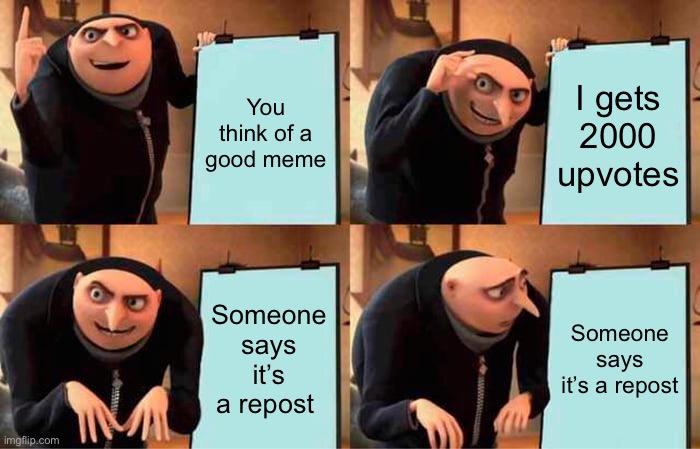 You
think of a
good meme
I gets
2000
upvotes
Someone
says
it’s
a repost
Someone
says
it’s a repost
imgflip.com